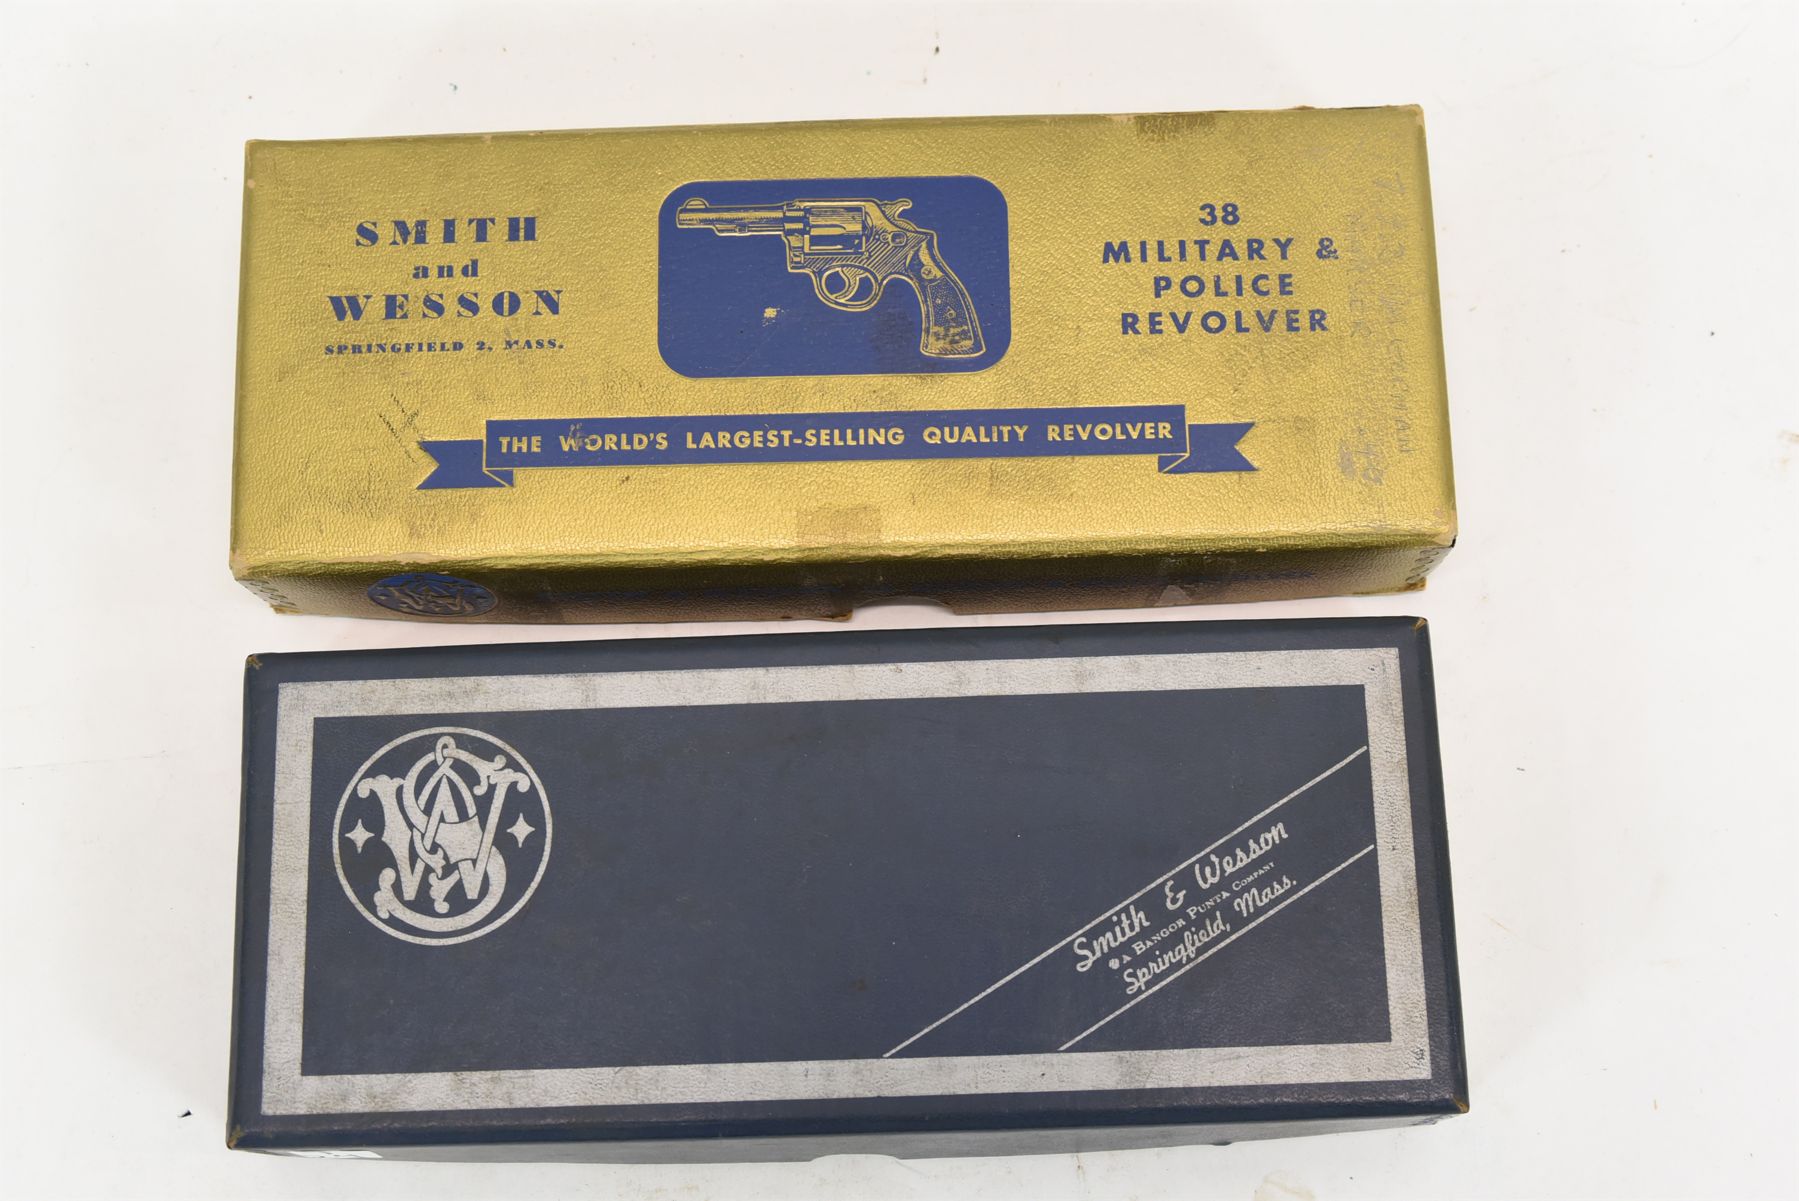 SMITH
and
WESSON
SPRINGFIELD 2, MASS.
38
MILITARY &
POLICE
REVOLVER
THE WORLD'S LARGEST-SELLING QUALITY REVOLVER
Smith & Wesson
A BANGOR PUNTA COMPANY
Springfield, Mass.